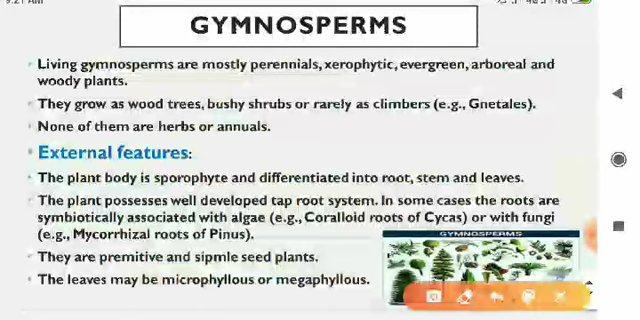 9:21 AM
GYMNOSPERMS
Living gymnosperms are mostly perennials, xerophytic, evergreen, arboreal and
woody plants.
They grow as wood trees, bushy shrubs or rarely as climbers (e.g., Gnetales).
None of them are herbs or annuals.
External features:
The plant body is sporophyte and differentiated into root, stem and leaves.
The plant possesses well developed tap root system. In some cases the roots are
symbiotically associated with algae (e.g., Coralloid roots of Cycas) or with fungi
(e.g., Mycorrhizal roots of Pinus).
They are premitive and sipmle seed plants.
The leaves may be microphyllous or megaphyllous.
GYMNOSPERMS